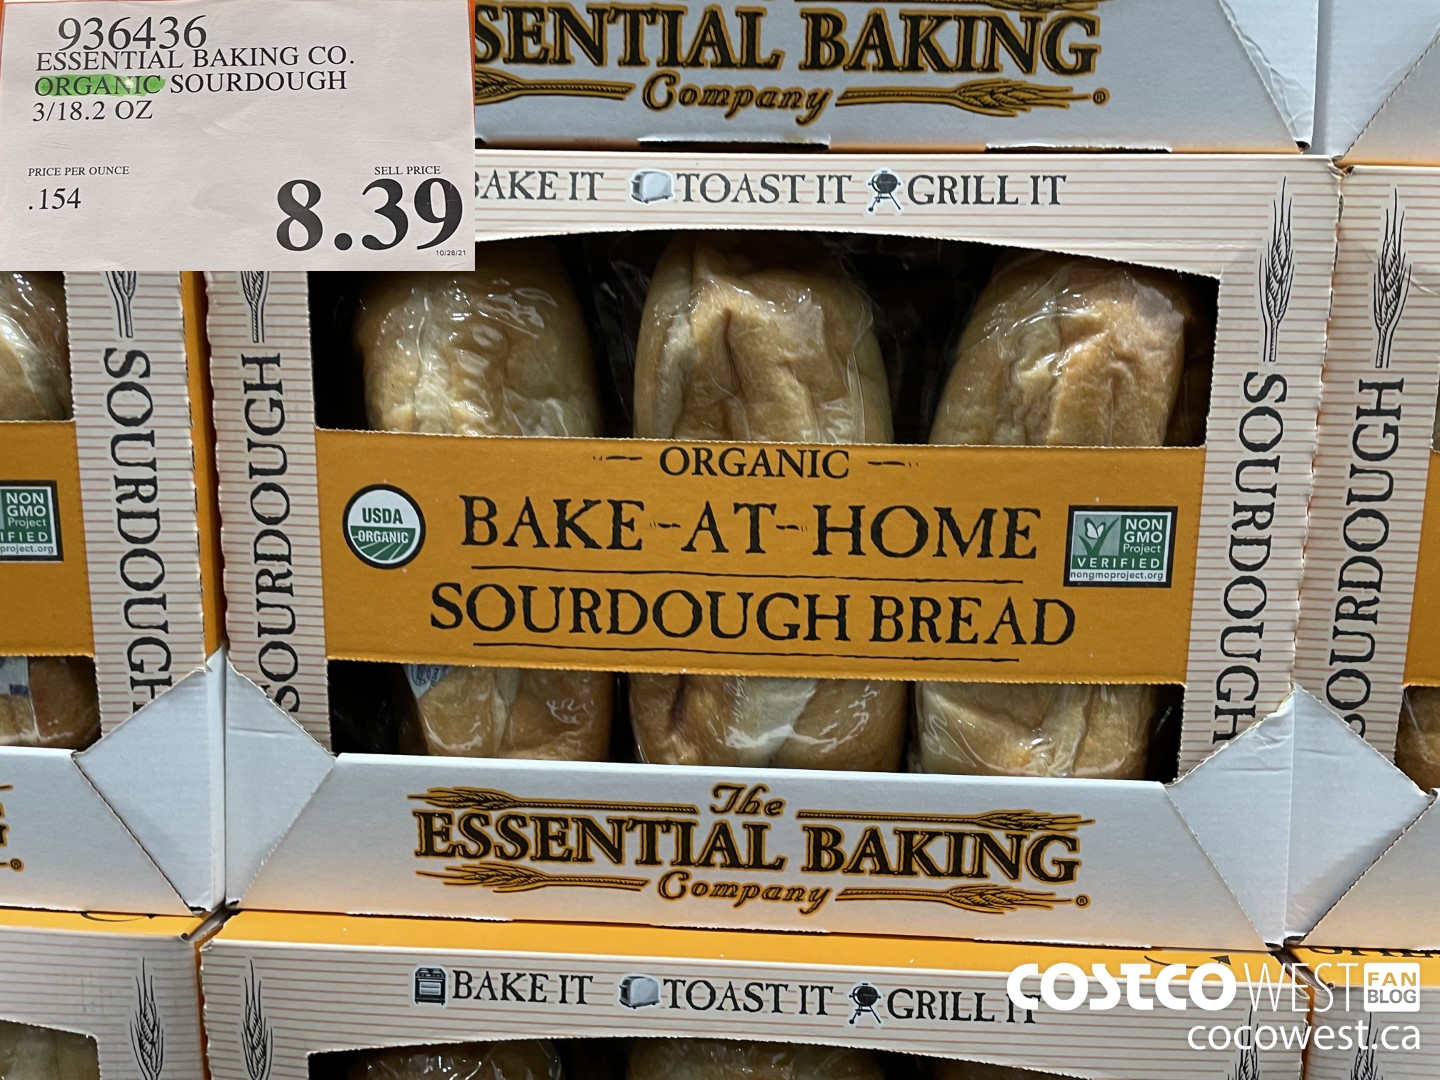 936436
ESSENTIAL BAKING CO.
ORGANIC SOURDOUGH
3/18.2 OZ
PRICE PER OUNCE
.154
SELL PRICE
8.39
10/28/21
SENTIAL BAKING
Company
BAKE IT TOAST IT GRILL IT
SOURDOUGH
SOURDOUGH
SOURDOUGH
SOURDOUGH
NON
GMO
Project
IFIED
project.org
ORGANIC
USDA
ORGANIC
BAKE-AT-HOME
SOURDOUGH BREAD
NON
GMO
Project
VERIFIED
nongmoproject.org
The
ESSENTIAL BAKING
Company
BAKE IT TOAST IT GRILL IT
COSTCO WEST FAN BLOG
cocowest.ca